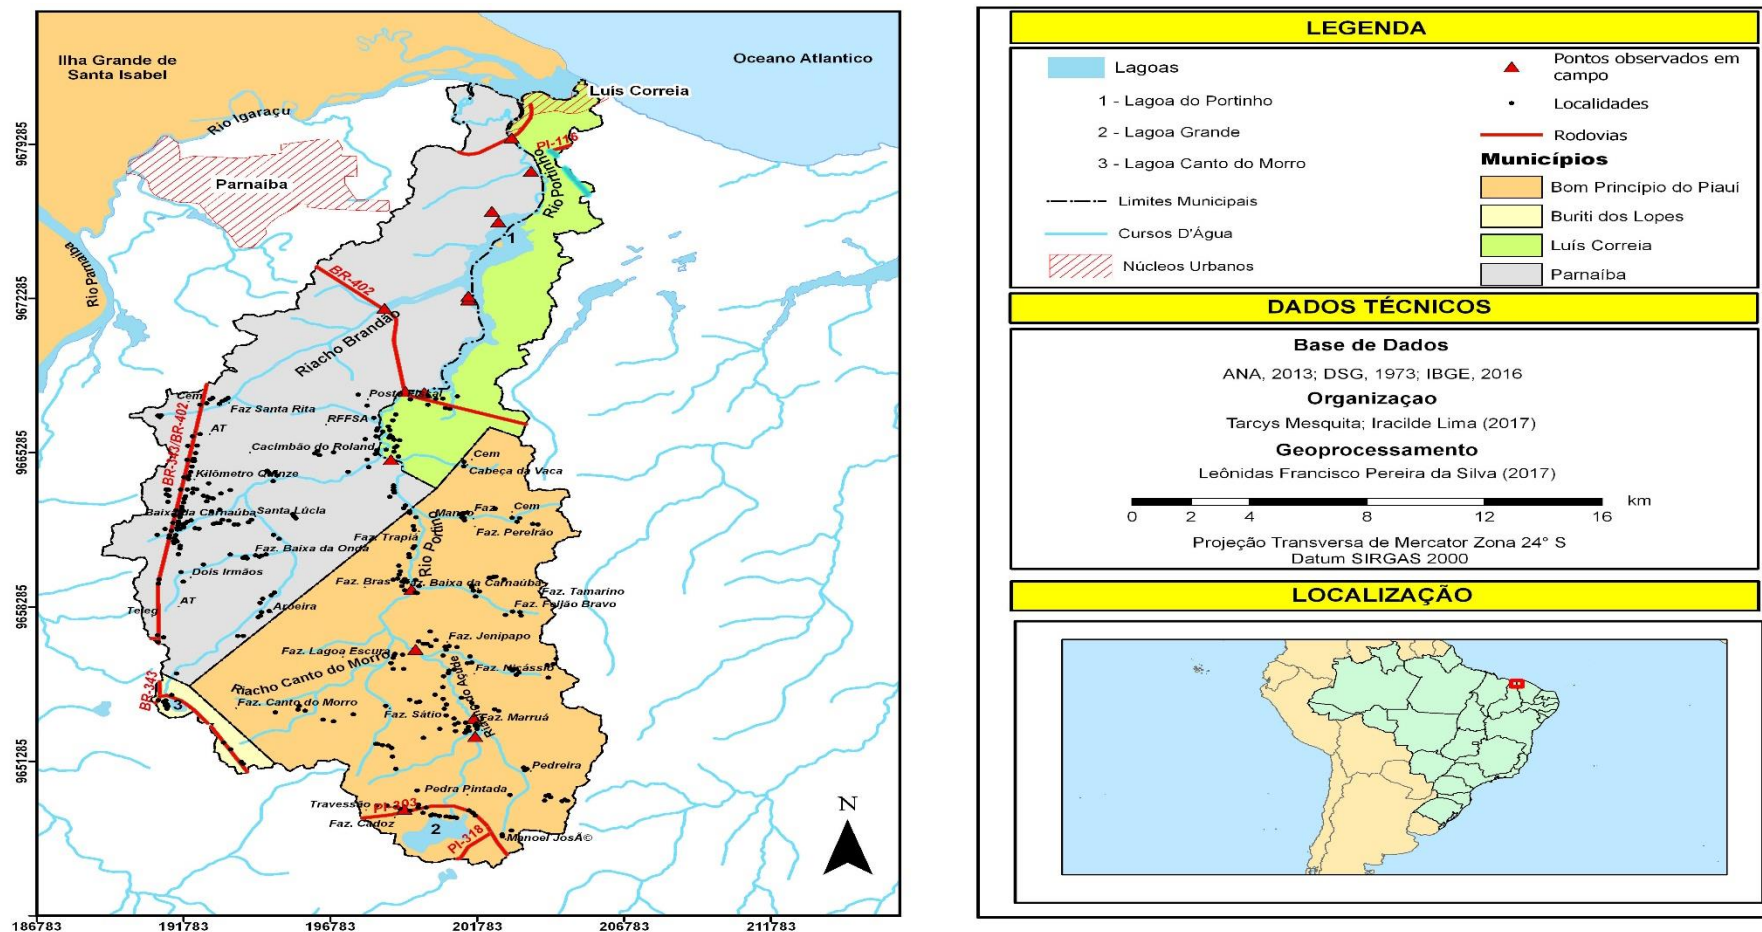 Ilha Grande de
Santa Isabel
Oceano Atlantico
Luís Correia
Rio Igaraçu
PI-116
Rio Portinho
Parnaíba
1
Rio Parnaíba
BR-402
Riacho Brandão
Posto Fiscal
Cem
Faz Santa Rita
RFFSA
AT
BR-343/BR-402
Cacimbão do Roland
Cem
Cabeça da Vaca
Kilômetro Quinze
Baixa da Carnaúba
Santa Lúcla
Manso
Faz
Cem
Faz. Perelrão
Faz. Trapiá
Rio Portino
Faz. Baixa da Onda
Dois Irmãos
Faz. Bras
Faz. Baixa da Carnaúba
Faz. Tamarino
Faz. Feljão Bravo
AT
Aroeira
Teleg
Faz. Jenipapo
Faz. Lagoa Escura
Riacho Canto do Morro
Faz. Nicássio
BR-343
3
Faz. Canto do Morro
Faz. Sátio
Faz. Marruá
Pedreira
Pedra Pintada
Travessão
Faz. Cadoz
2
PI-318
Manoel JosÃ©
N
9679285
9672285
9665285
9658285
9651285
186783
191783
196783
201783
206783
211783
LEGENDA
Lagoas
1 - Lagoa do Portinho
2 - Lagoa Grande
3 - Lagoa Canto do Morro
Limites Municipais
Cursos D'Água
Núcleos Urbanos
Pontos observados em
campo
Localidades
Rodovias
Municípios
Bom Princípio do Piauí
Buriti dos Lopes
Luís Correia
Parnaíba
DADOS TÉCNICOS
Base de Dados
ANA, 2013; DSG, 1973; IBGE, 2016
Organizaçao
Tarcys Mesquita; Iracilde Lima (2017)
Geoprocessamento
Leônidas Francisco Pereira da Silva (2017)
km
0 2 4 8 12 16
Projeção Transversa de Mercator Zona 24° S
Datum SIRGAS 2000
LOCALIZAÇÃO